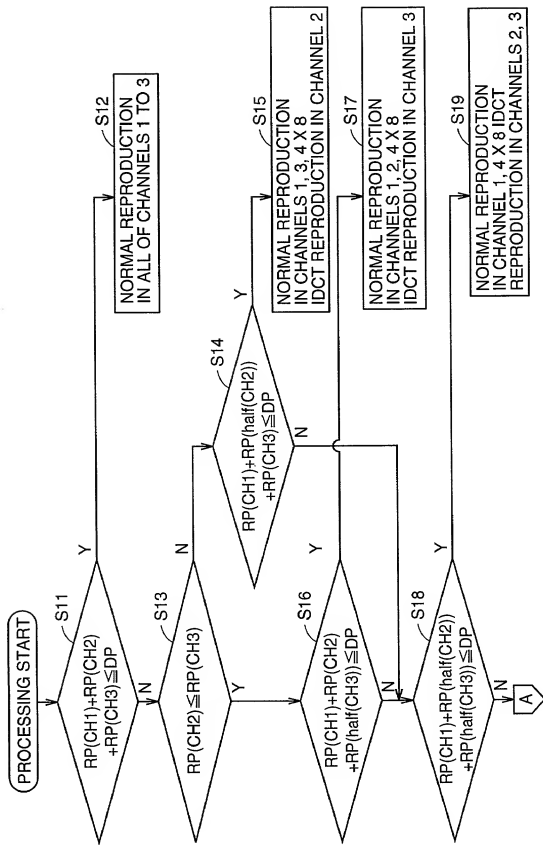 PROCESSING START
S11
RP(CH1)+RP(CH2)
+RP(CH3)≦DP
Y
N
S12
NORMAL REPRODUCTION
IN ALL OF CHANNELS 1 TO 3
S13
RP(CH2)≦RP(CH3)
N
Y
S14
RP(CH1)+RP(half(CH2))
+RP(CH3)≦DP
Y
N
S15
NORMAL REPRODUCTION
IN CHANNELS 1, 3, 4 X 8
IDCT REPRODUCTION IN CHANNEL 2
S16
RP(CH1)+RP(CH2)
+RP(half(CH3))≦DP
Y
N
S17
NORMAL REPRODUCTION
IN CHANNELS 1, 2, 4 X 8
IDCT REPRODUCTION IN CHANNEL 3
S18
RP(CH1)+RP(half(CH2))
+RP(half(CH3))≦DP
Y
N
S19
NORMAL REPRODUCTION
IN CHANNEL 1, 4 X 8 IDCT
REPRODUCTION IN CHANNELS 2, 3
A